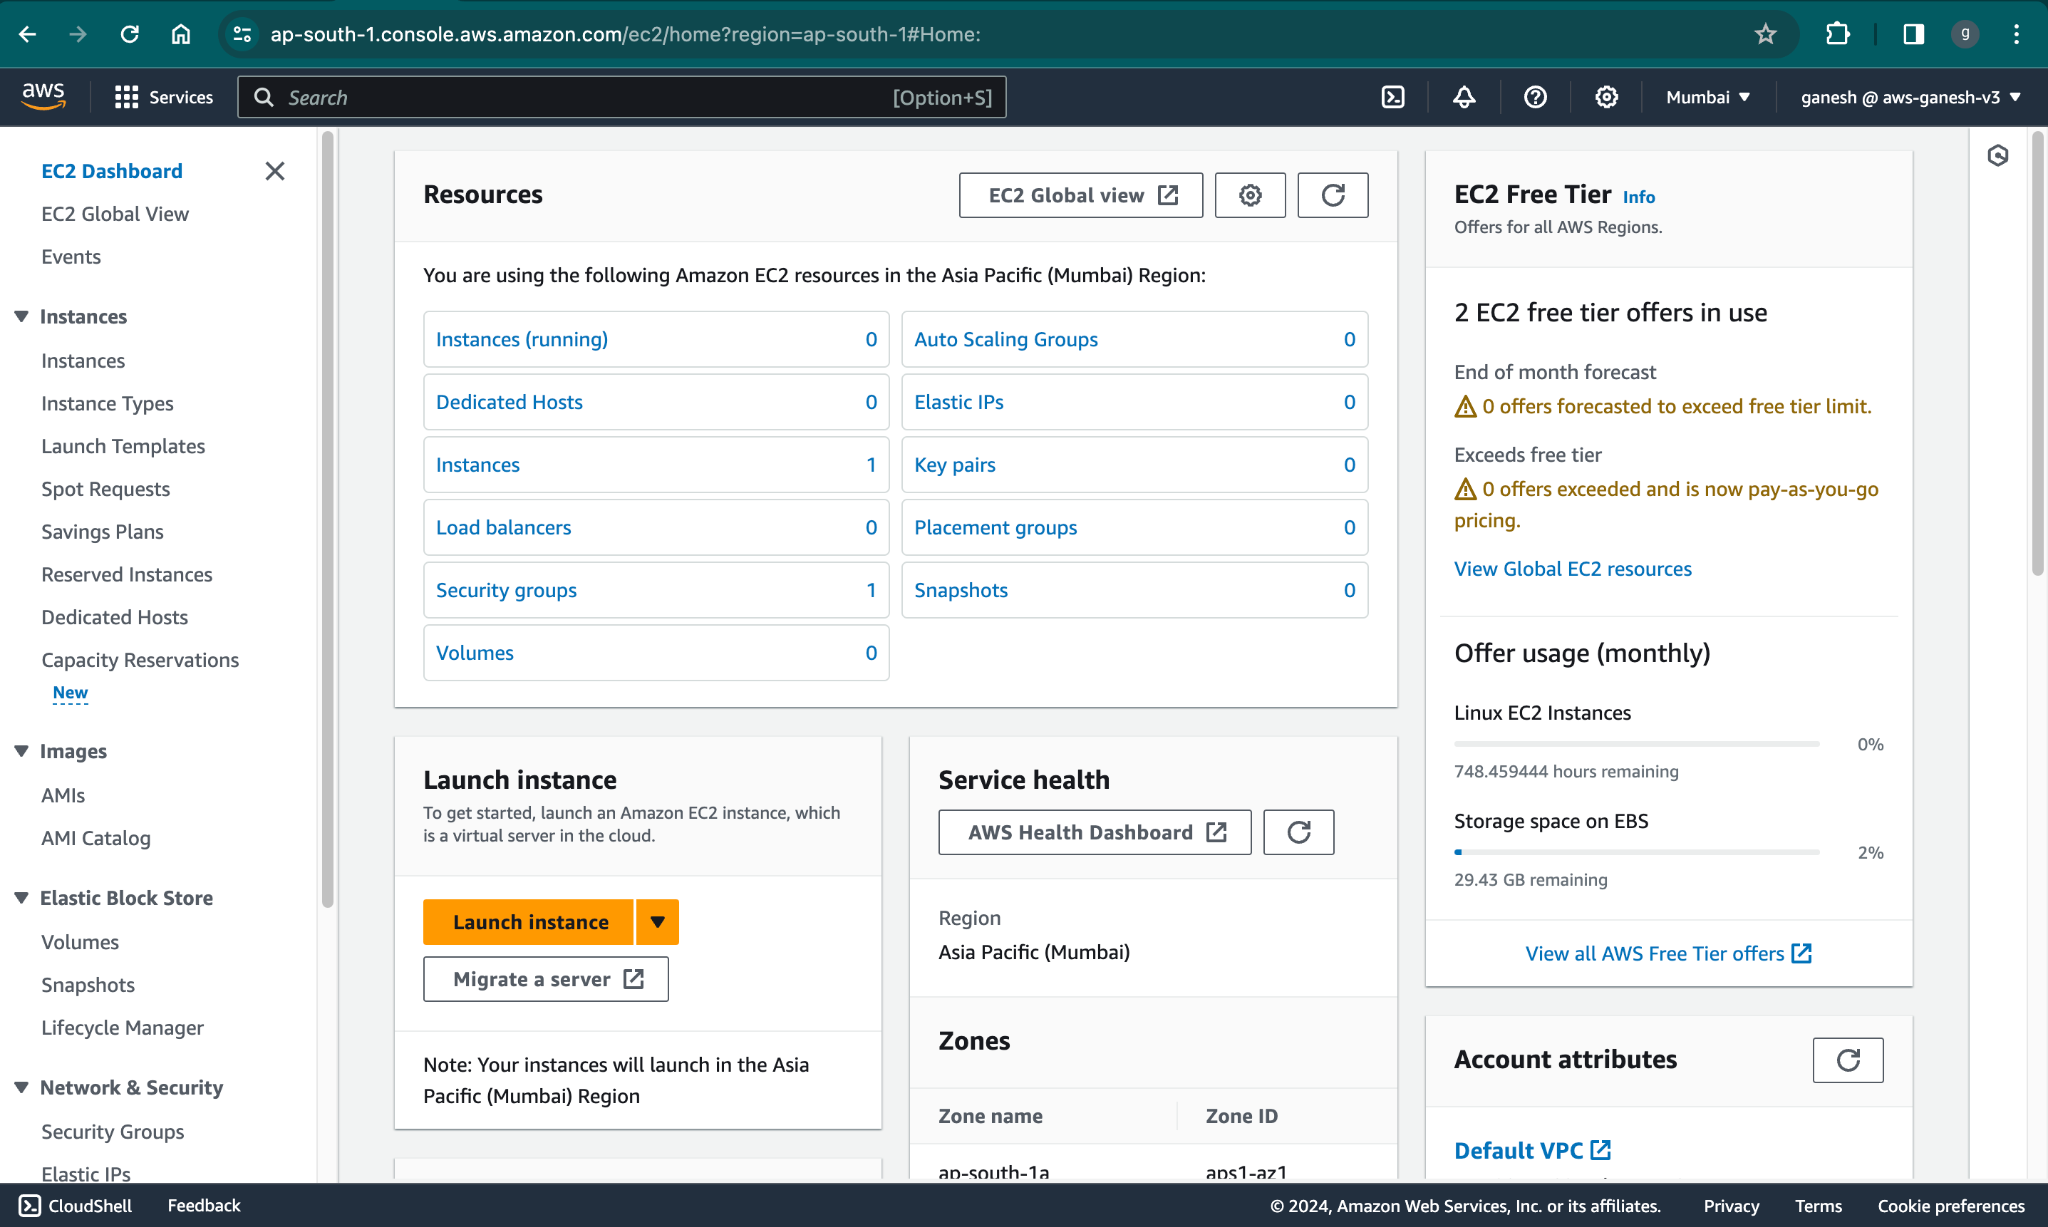 ap-south-1.console.aws.amazon.com/ec2/home?region=ap-south-1#Home:
g
aws
Services
Search
[Option+S]
Mumbai
ganesh @ aws-ganesh-v3
EC2 Dashboard
EC2 Global View
Events
Instances
Instances
Instance Types
Launch Templates
Spot Requests
Savings Plans
Reserved Instances
Dedicated Hosts
Capacity Reservations
New
Images
AMIs
AMI Catalog
Elastic Block Store
Volumes
Snapshots
Lifecycle Manager
Network & Security
Security Groups
Elastic IPs
Resources
EC2 Global view
You are using the following Amazon EC2 resources in the Asia Pacific (Mumbai) Region:
Instances (running) 0
Auto Scaling Groups 0
Dedicated Hosts 0
Elastic IPs 0
Instances 1
Key pairs 0
Load balancers 0
Placement groups 0
Security groups 1
Snapshots 0
Volumes 0
Launch instance
To get started, launch an Amazon EC2 instance, which
is a virtual server in the cloud.
Launch instance
Migrate a server
Note: Your instances will launch in the Asia
Pacific (Mumbai) Region
Service health
AWS Health Dashboard
Region
Asia Pacific (Mumbai)
Zones
Zone name
Zone ID
ap-south-1a
aps1-az1
EC2 Free Tier Info
Offers for all AWS Regions.
2 EC2 free tier offers in use
End of month forecast
0 offers forecasted to exceed free tier limit.
Exceeds free tier
0 offers exceeded and is now pay-as-you-go
pricing.
View Global EC2 resources
Offer usage (monthly)
Linux EC2 Instances
0%
748.459444 hours remaining
Storage space on EBS
2%
29.43 GB remaining
View all AWS Free Tier offers
Account attributes
Default VPC
CloudShell
Feedback
© 2024, Amazon Web Services, Inc. or its affiliates.
Privacy
Terms
Cookie preferences